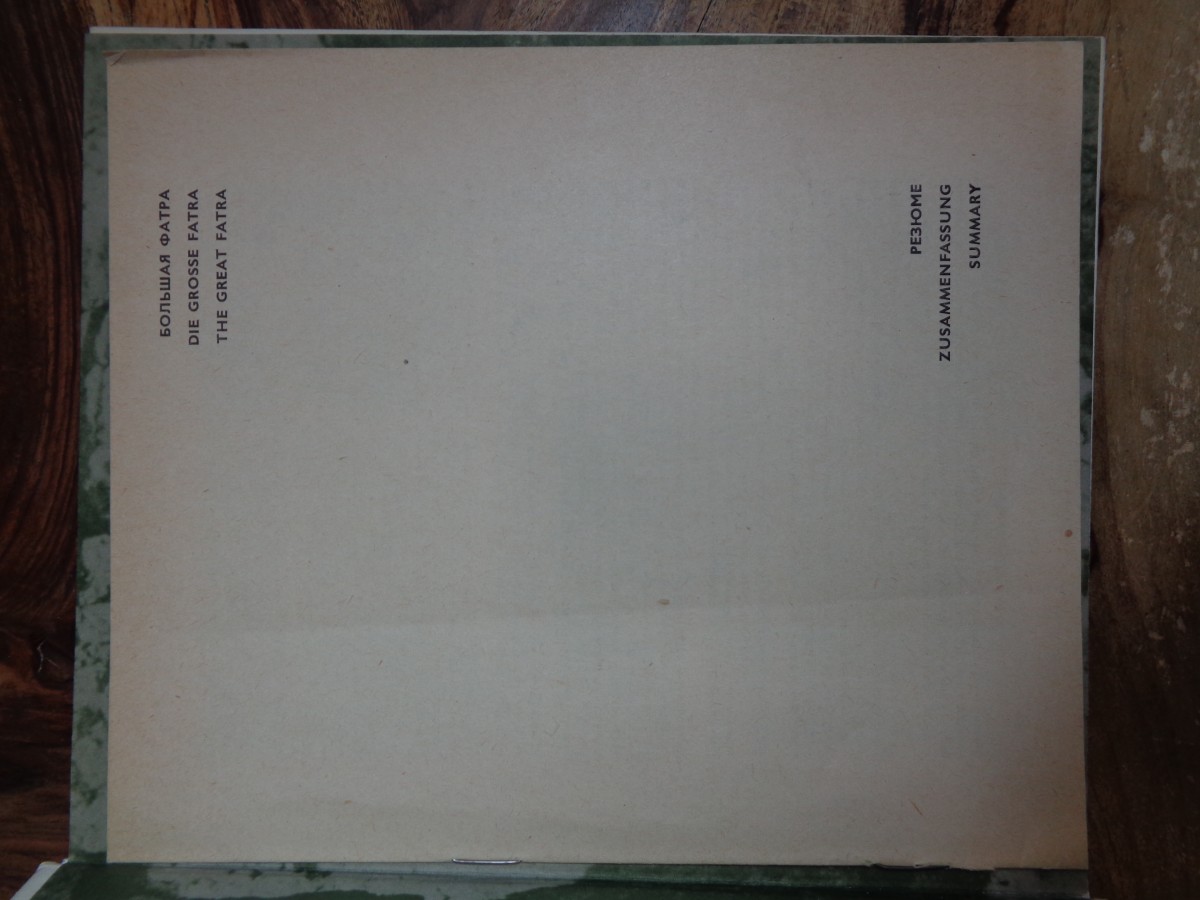 БОЛЬШАЯ ФАТРА
DIE GROSSE FATRA
THE GREAT FATRA
РЕЗЮМЕ
ZUSAMMENFASSUNG
SUMMARY